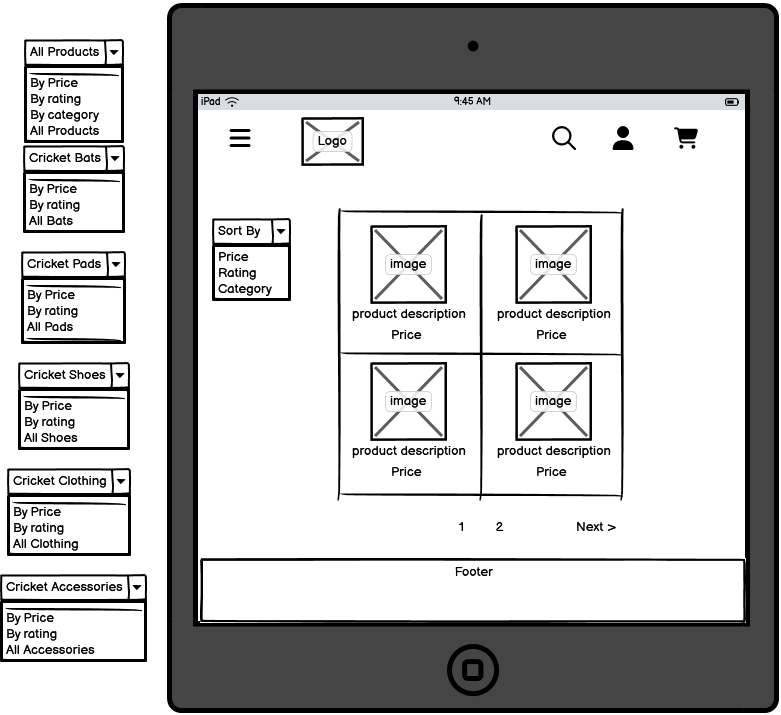 All Products
By Price
By rating
By category
All Products
Cricket Bats
By Price
By rating
All Bats
Cricket Pads
By Price
By rating
All Pads
Cricket Shoes
By Price
By rating
All Shoes
Cricket Clothing
By Price
By rating
All Clothing
Cricket Accessories
By Price
By rating
All Accessories
iPad 9:45 AM
Logo
Sort By
Price
Rating
Category
image image
product description product description
Price Price
image image
product description product description
Price Price
1 2 Next >
Footer